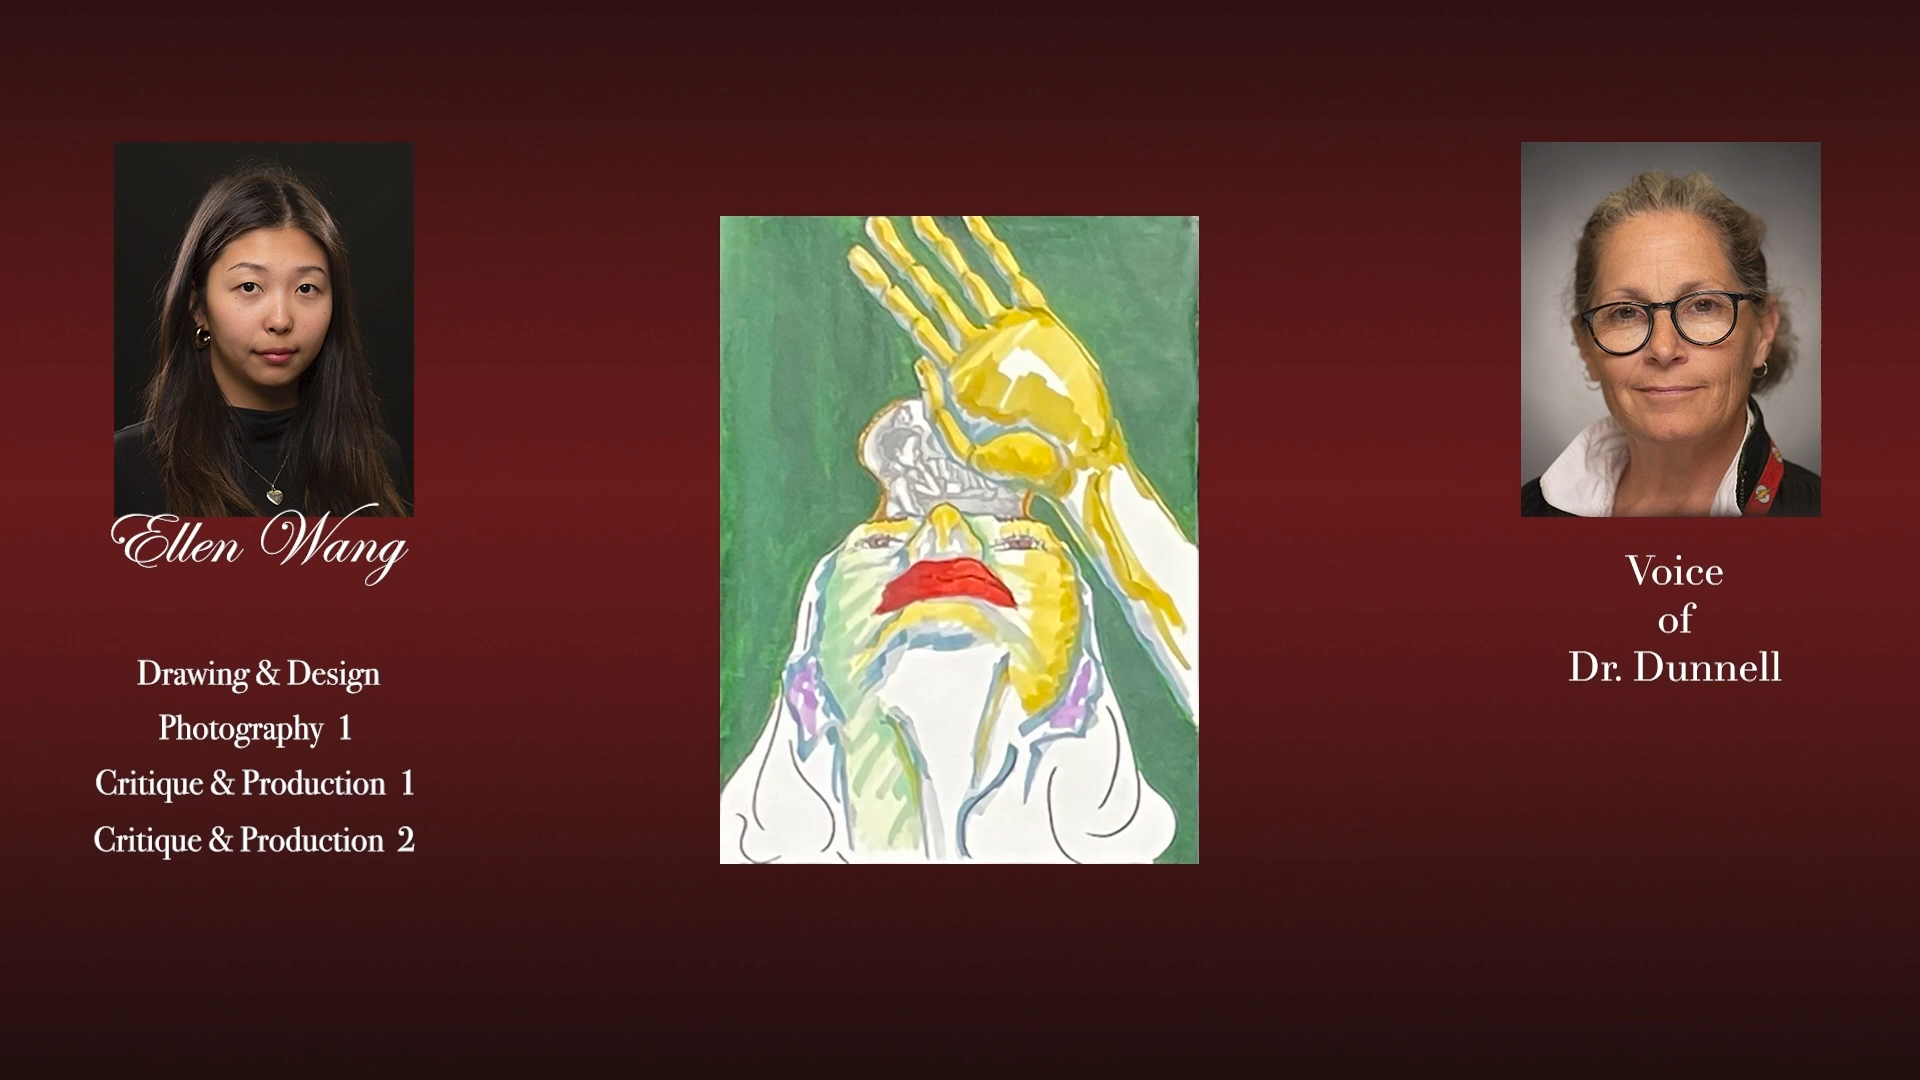 Ellen Wang
Drawing & Design
Photography 1
Critique & Production 1
Critique & Production 2
Voice
of
Dr. Dunnell